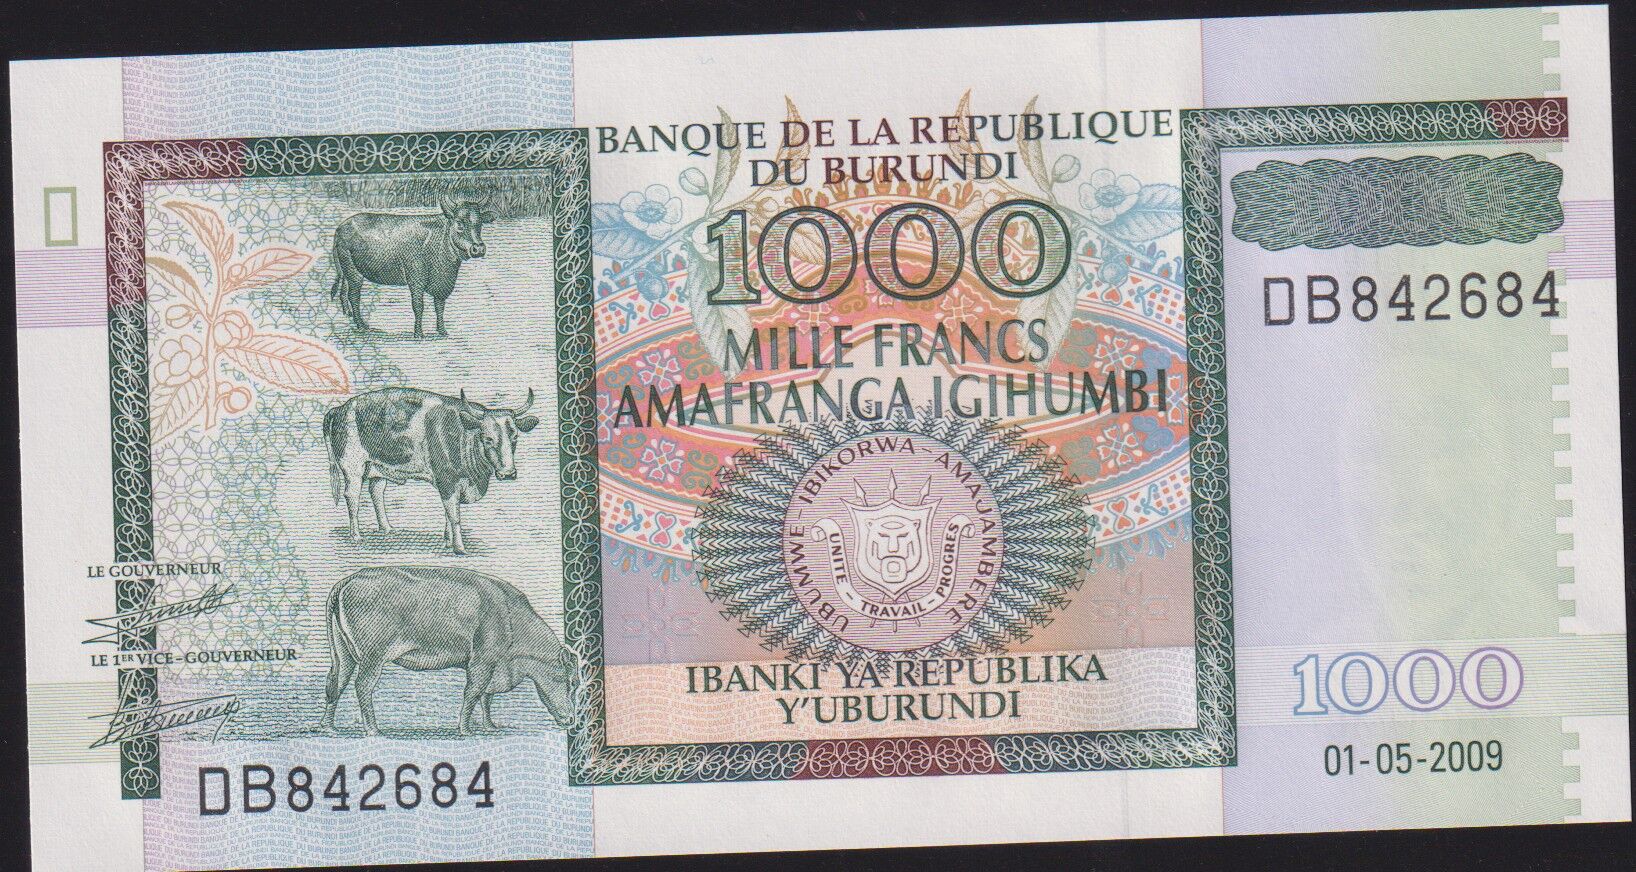 BANQUE DE LA REPUBLIQUE
DU BURUNDI
1000
MILLE FRANCS
AMAFRANGA IGIHUMBI
DB842684
UBUMWE - IBIKORWA - AMAJAMBERE
UNITE - TRAVAIL - PROGRES
LE GOUVERNEUR
LE 1ER VICE-GOUVERNEUR
IBANKI YA REPUBLIKA
Y'UBURUNDI
1000
01-05-2009
DB842684